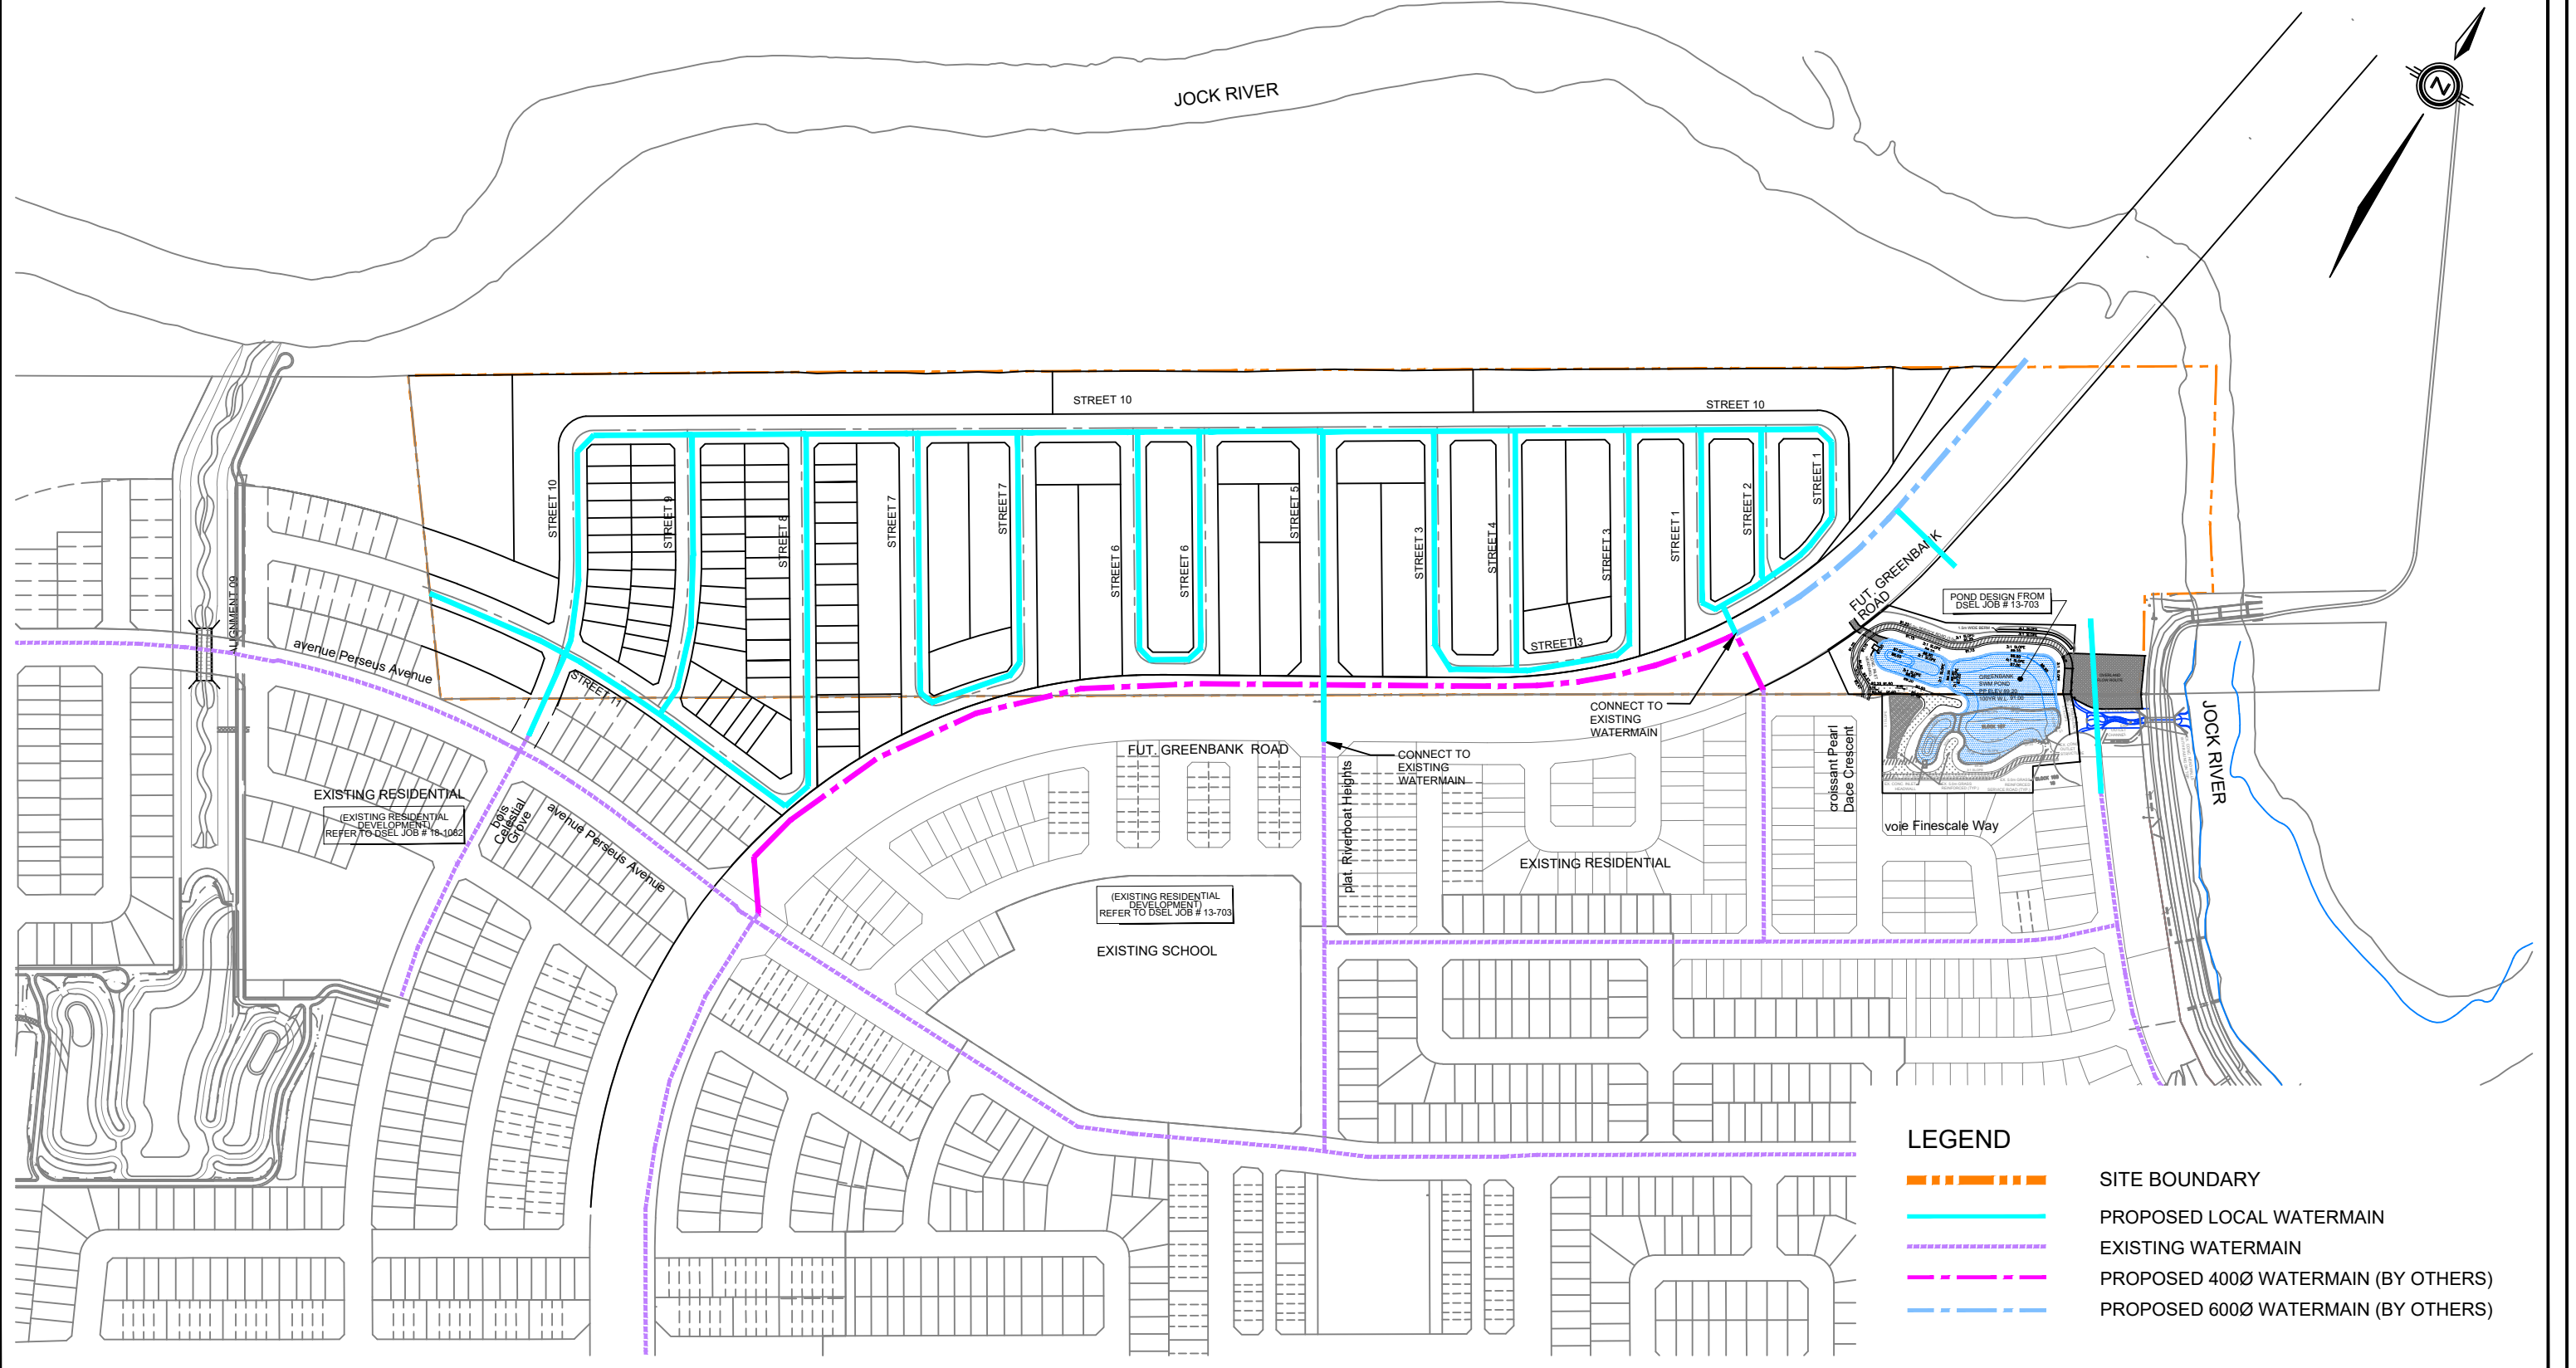 JOCK RIVER
N
STREET 10
STREET 10
STREET 10
STREET 9
STREET 8
STREET 7
STREET 7
STREET 6
STREET 6
STREET 5
STREET 3
STREET 4
STREET 3
STREET 1
STREET 2
STREET 1
STREET 3
STREET 11
ALIGNMENT 09
avenue Perseus Avenue
FUT. GREENBANK
ROAD
POND DESIGN FROM
DSEL JOB # 13-703
GREENBANK
SWM POND
JOCK RIVER
CONNECT TO
EXISTING
WATERMAIN
CONNECT TO
EXISTING
WATERMAIN
FUT. GREENBANK ROAD
plat. Riverboat Heights
croissant Pearl
Dace Crescent
voie Finescale Way
EXISTING RESIDENTIAL
(EXISTING RESIDENTIAL
DEVELOPMENT)
REFER TO DSEL JOB # 18-1082
bois
Celestial
Grove
avenue Perseus Avenue
EXISTING RESIDENTIAL
(EXISTING RESIDENTIAL
DEVELOPMENT)
REFER TO DSEL JOB # 13-703
EXISTING SCHOOL
LEGEND
SITE BOUNDARY
PROPOSED LOCAL WATERMAIN
EXISTING WATERMAIN
PROPOSED 400Ø WATERMAIN (BY OTHERS)
PROPOSED 600Ø WATERMAIN (BY OTHERS)